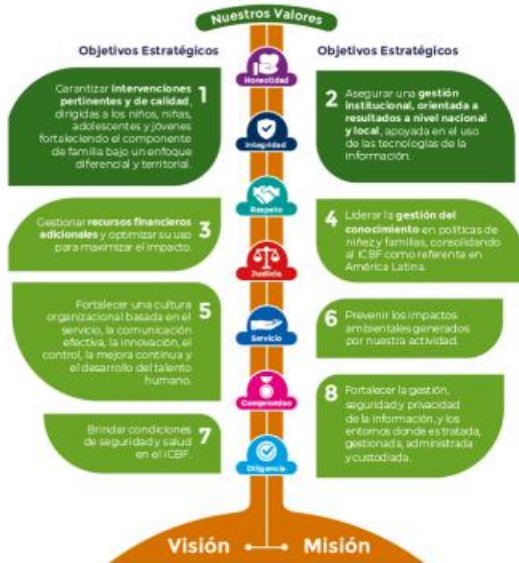 Nuestros Valores
Objetivos Estratégicos
Objetivos Estratégicos
Honestidad
1
Garantizar intervenciones
pertinentes y de calidad,
dirigidas a los niños, niñas,
adolescentes y jóvenes
fortaleciendo el componente
de familia bajo un enfoque
diferencial y territorial.
2
Asegurar una gestión
institucional, orientada a
resultados a nivel nacional
y local, apoyada en el uso
de las tecnologías de la
información.
Integridad
Respeto
3
Gestionar recursos financieros
adicionales y optimizar su uso
para maximizar el impacto.
4
Liderar la gestión del
conocimiento en políticas de
niñez y familias, consolidando
al ICBF como referente en
América Latina.
Justicia
5
Fortalecer una cultura
organizacional basada en el
servicio, la comunicación
efectiva, la innovación, el
control, la mejora continua y
el desarrollo del talento
humano.
6
Prevenir los impactos
ambientales generados
por nuestra actividad.
Servicio
Compromiso
7
Brindar condiciones
de seguridad y salud
en el ICBF.
8
Fortalecer la gestión,
seguridad y privacidad
de la información, y los
entornos donde es tratada,
gestionada, administrada
y custodiada.
Diligencia
Visión
Misión